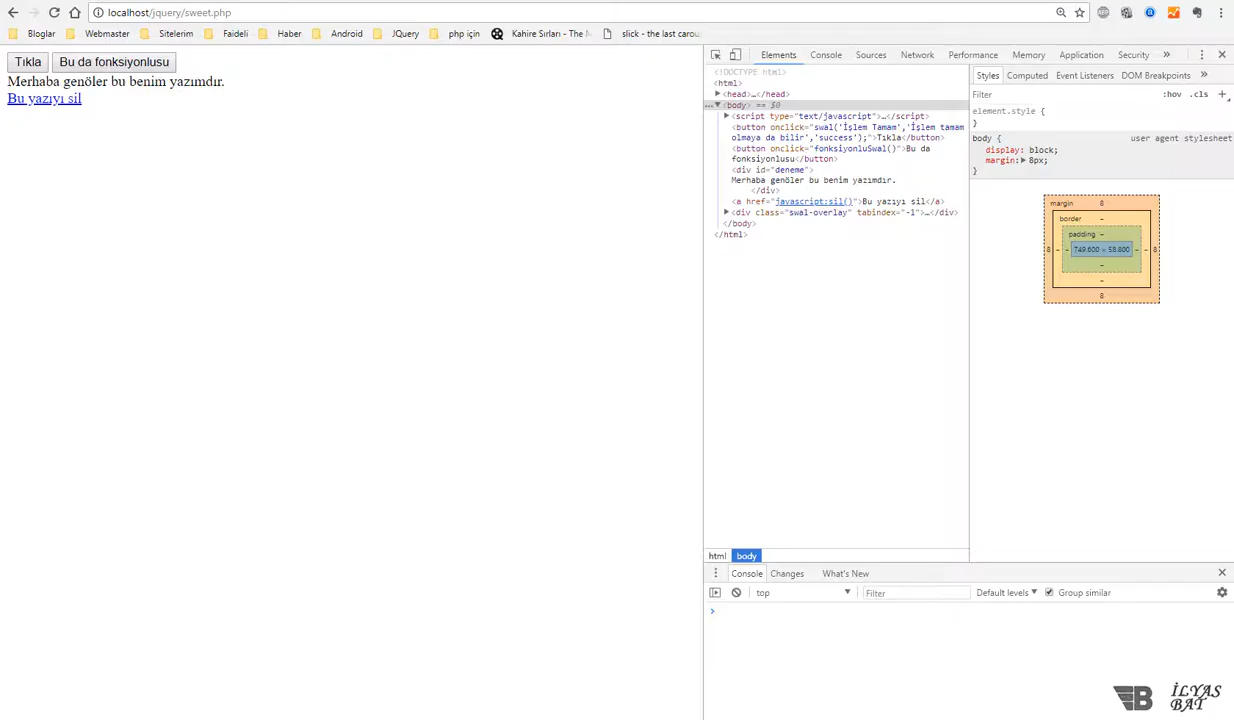 localhost/jquery/sweet.php
Bloglar Webmaster Sitelerim Faideli Haber Android JQuery php için Kahire Sırları - The slick - the last carou
Tıkla Bu da fonksiyonlusu
Merhaba genöler bu benim yazımdır.
Bu yazıyı sil
Elements Console Sources Network Performance Memory Application Security »
<!DOCTYPE html>
<html>
▶<head>…</head>
…▼<body> == $0
▶<script type="text/javascript">…</script>
<button onclick="swal('İşlem Tamam','İşlem tamam
olmaya da bilir','success');">Tıkla</button>
<button onclick="fonksiyonluSwal()">Bu da
fonksiyonlusu</button>
<div id="deneme">
Merhaba genöler bu benim yazımdır.
</div>
<a href="javascript:sil()">Bu yazıyı sil</a>
▶<div class="swal-overlay" tabindex="-1">…</div>
</body>
</html>
html body
Styles Computed Event Listeners DOM Breakpoints »
Filter :hov .cls +
element.style {
}
body { user agent stylesheet
display: block;
margin:▶ 8px;
}
margin 8
border -
padding -
8 - - 749.600 × 58.800 - - 8
-
-
8
Console Changes What's New
top ▼ Filter Default levels ▼ Group similar
>
B İLYAS
BAT